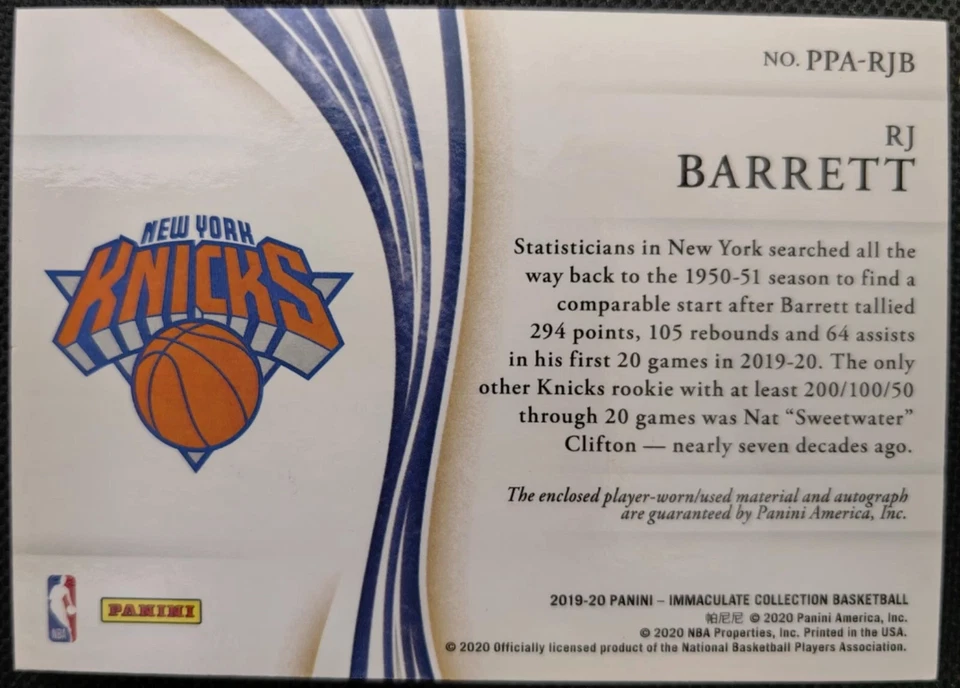 NO. PPA-RJB
RJ
BARRETT
NEW YORK
KNICKS
Statisticians in New York searched all the
way back to the 1950-51 season to find a
comparable start after Barrett tallied
294 points, 105 rebounds and 64 assists
in his first 20 games in 2019-20. The only
other Knicks rookie with at least 200/100/50
through 20 games was Nat “Sweetwater”
Clifton — nearly seven decades ago.
The enclosed player-worn/used material and autograph
are guaranteed by Panini America, Inc.
NBA
PANINI
2019-20 PANINI – IMMACULATE COLLECTION BASKETBALL
帕尼尼 © 2020 Panini America, Inc.
© 2020 NBA Properties, Inc. Printed in the USA.
© 2020 Officially licensed product of the National Basketball Players Association.